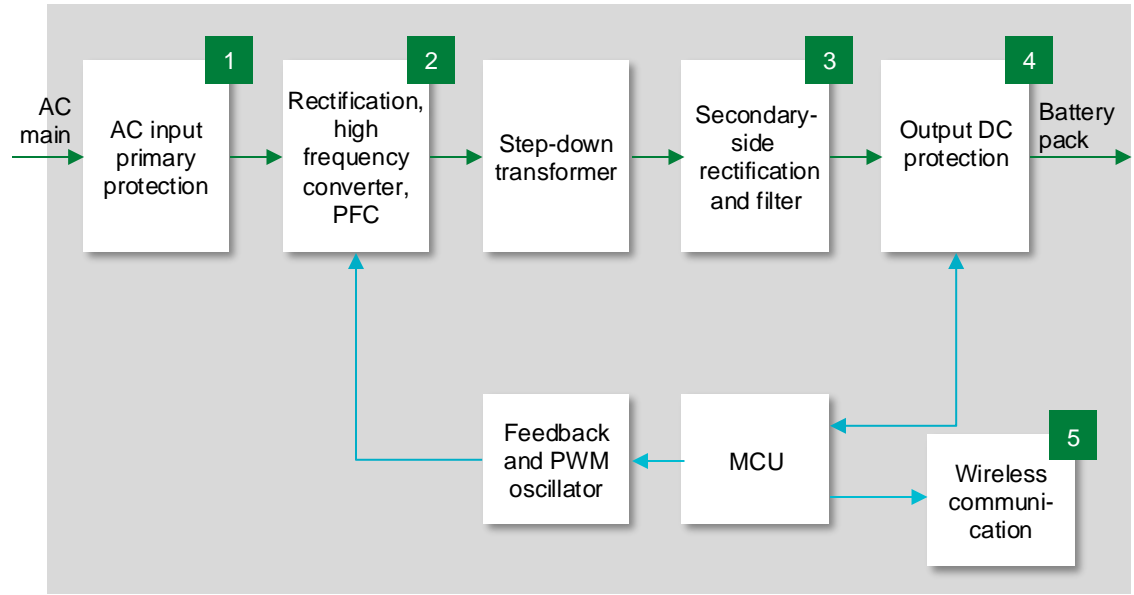 1
2
3
4
AC
main
AC input
primary
protection
Rectification,
high
frequency
converter,
PFC
Step-down
transformer
Secondary-
side
rectification
and filter
Output DC
protection
Battery
pack
Feedback
and PWM
oscillator
MCU
5
Wireless
communi-
cation